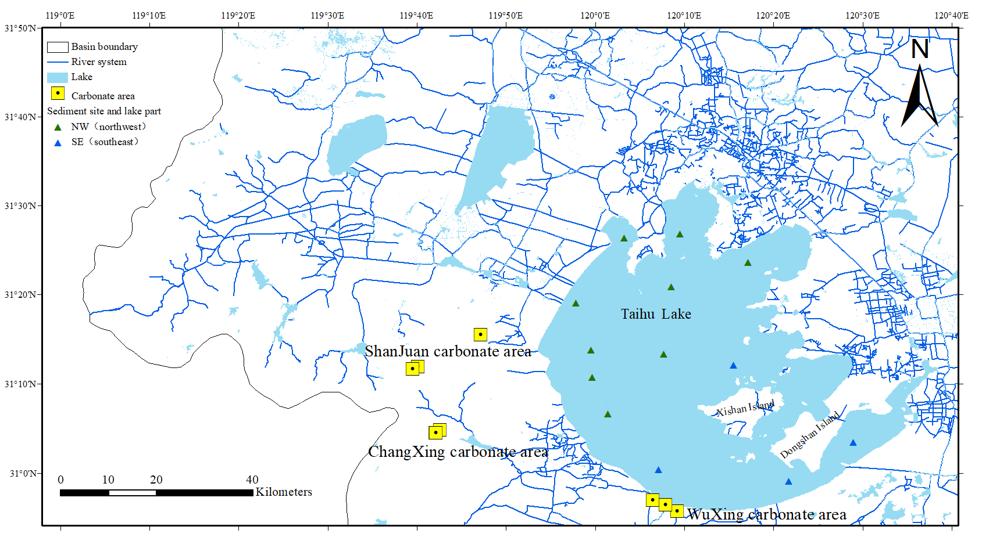 119°0'E 119°10'E 119°20'E 119°30'E 119°40'E 119°50'E 120°0'E 120°10'E 120°20'E 120°30'E 120°40'E
31°50'N
31°40'N
31°30'N
31°20'N
31°10'N
31°0'N
Basin boundary
River system
Lake
Carbonate area
Sediment site and lake part
NW（northwest）
SE（southeast）
N
Taihu Lake
ShanJuan carbonate area
Xishan Island
Dongshan Island
ChangXing carbonate area
0 10 20 40
Kilometers
WuXing carbonate area